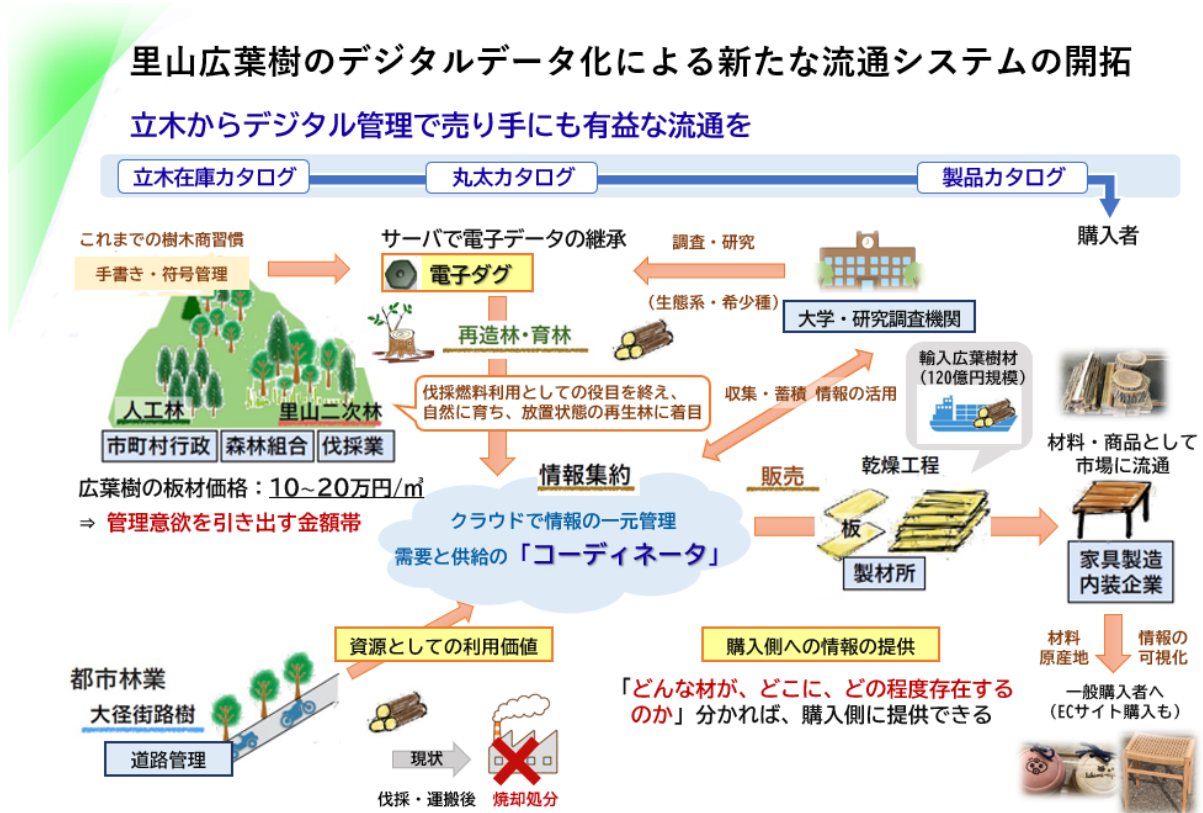 里山広葉樹のデジタルデータ化による新たな流通システムの開拓
立木からデジタル管理で売り手にも有益な流通を
立木在庫カタログ
丸太カタログ
製品カタログ
購入者
これまでの樹木商習慣
手書き・符号管理
サーバで電子データの継承
電子ダグ
調査・研究
(生態系・希少種)
大学・研究調査機関
再造林・育林
伐採燃料利用としての役目を終え、
自然に育ち、放置状態の再生林に着目
収集・蓄積 情報の活用
輸入広葉樹材
(120億円規模)
人工林
里山二次林
市町村行政
森林組合
伐採業
広葉樹の板材価格:10~20万円/㎥
⇒ 管理意欲を引き出す金額帯
情報集約
クラウドで情報の一元管理
需要と供給の「コーディネータ」
販売
乾燥工程
板
製材所
材料・商品として
市場に流通
家具製造
内装企業
材料
原産地
情報の
可視化
一般購入者へ
(ECサイト購入も)
資源としての利用価値
都市林業
大径街路樹
道路管理
現状
伐採・運搬後
焼却処分
購入側への情報の提供
「どんな材が、どこに、どの程度存在する
のか」分かれば、購入側に提供できる